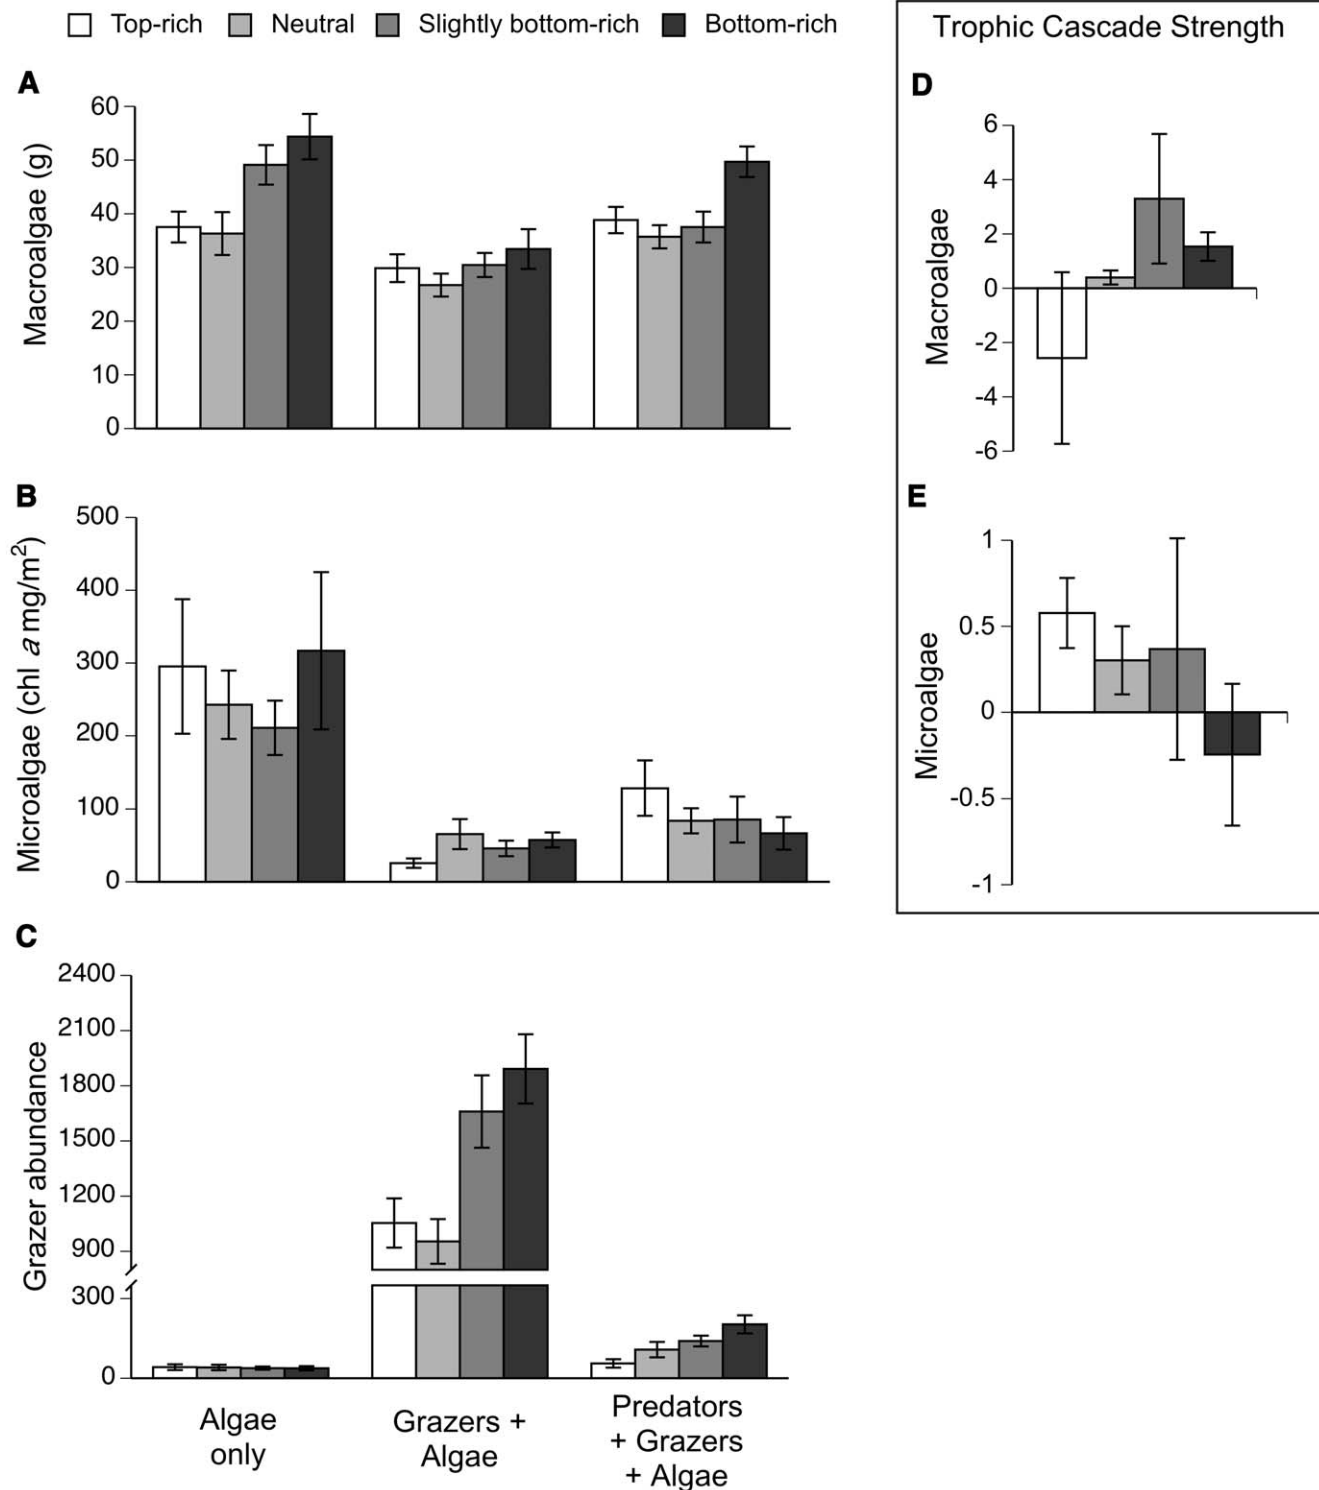 Top-rich Neutral Slightly bottom-rich Bottom-rich
Trophic Cascade Strength
A
Macroalgae (g)
60
50
40
30
20
10
0
D
Macroalgae
6
4
2
0
-2
-4
-6
B
Microalgae (chl a mg/m²)
500
400
300
200
100
0
E
Microalgae
1
0.5
0
-0.5
-1
C
Grazer abundance
2400
2100
1800
1500
1200
900
300
0
Algae
only
Grazers +
Algae
Predators
+ Grazers
+ Algae